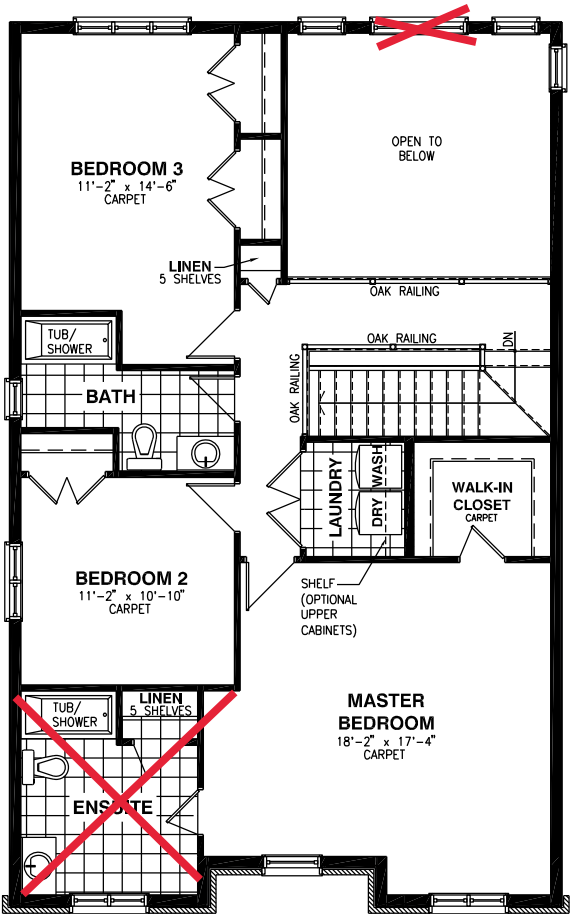 BEDROOM 3
11'-2" x 14'-6"
CARPET
OPEN TO
BELOW
LINEN
5 SHELVES
OAK RAILING
TUB/
SHOWER
OAK RAILING
DN
OAK RAILING
BATH
LAUNDRY
WASH
DRY
WALK-IN
CLOSET
CARPET
BEDROOM 2
11'-2" x 10'-10"
CARPET
SHELF
(OPTIONAL
UPPER
CABINETS)
LINEN
5 SHELVES
TUB/
SHOWER
MASTER
BEDROOM
18'-2" x 17'-4"
CARPET
ENSUITE